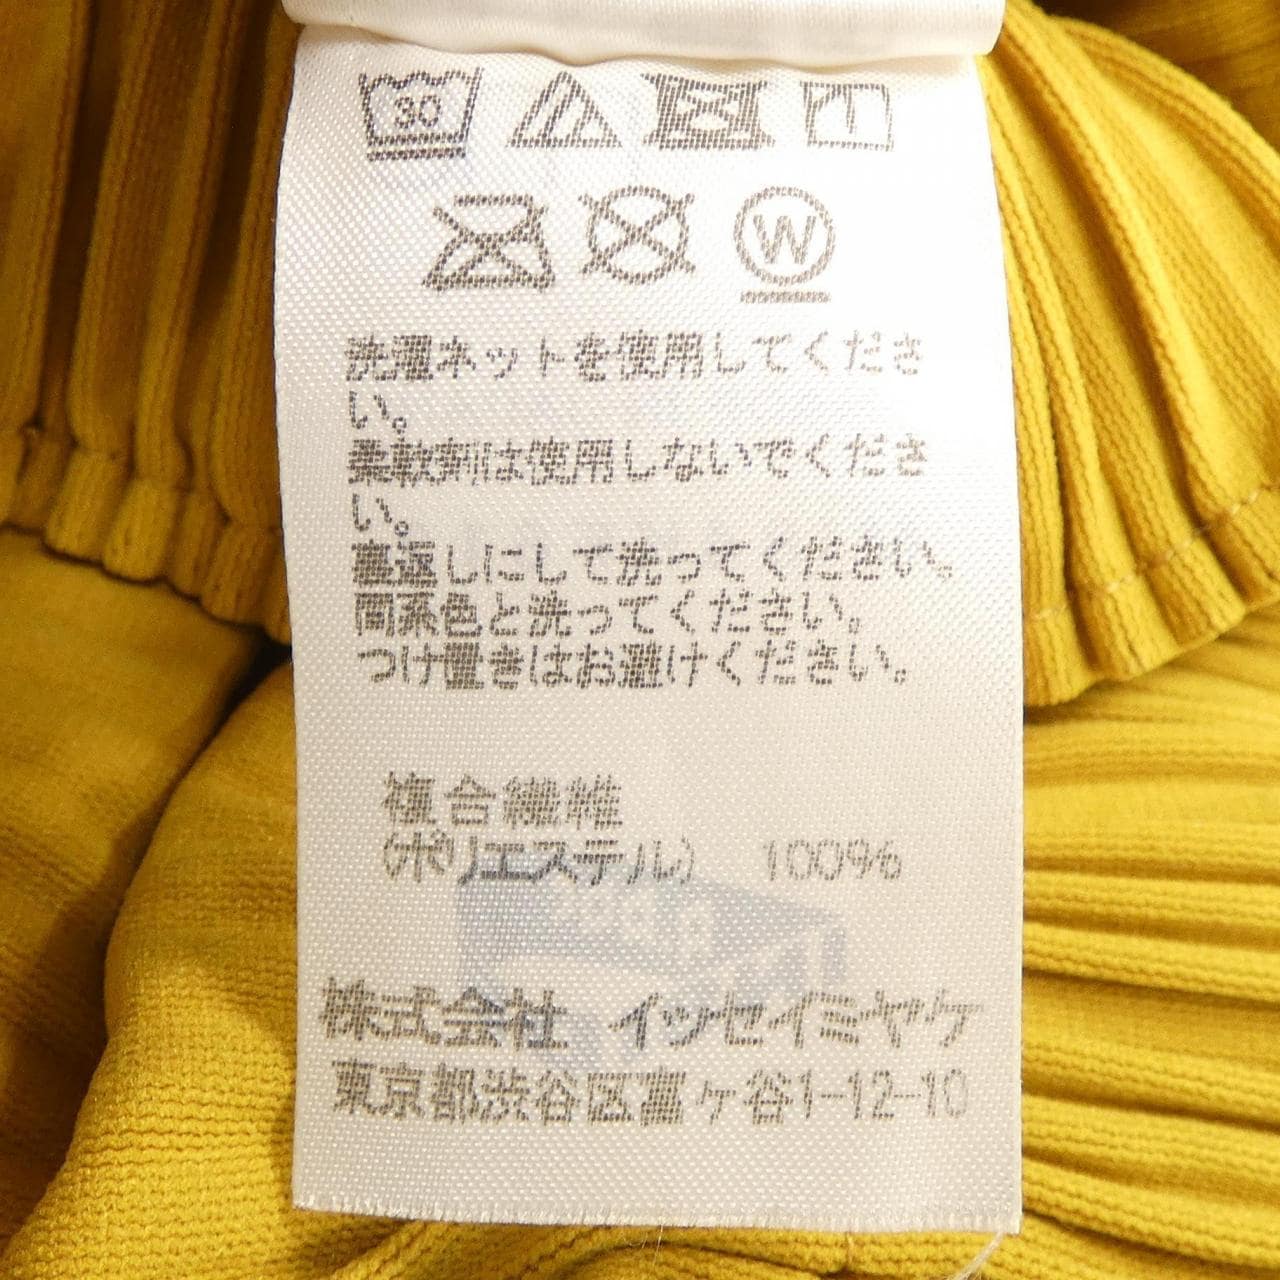 30
W
洗濯ネットを使用してくださ
い。
柔軟剤は使用しないでくださ
い。
裏返しにして洗ってください。
同系色と洗ってください。
つけ置きはお避けください。
複合繊維
(ポリエステル) 100%
株式会社 イッセイミヤケ
東京都渋谷区富ヶ谷1-12-10